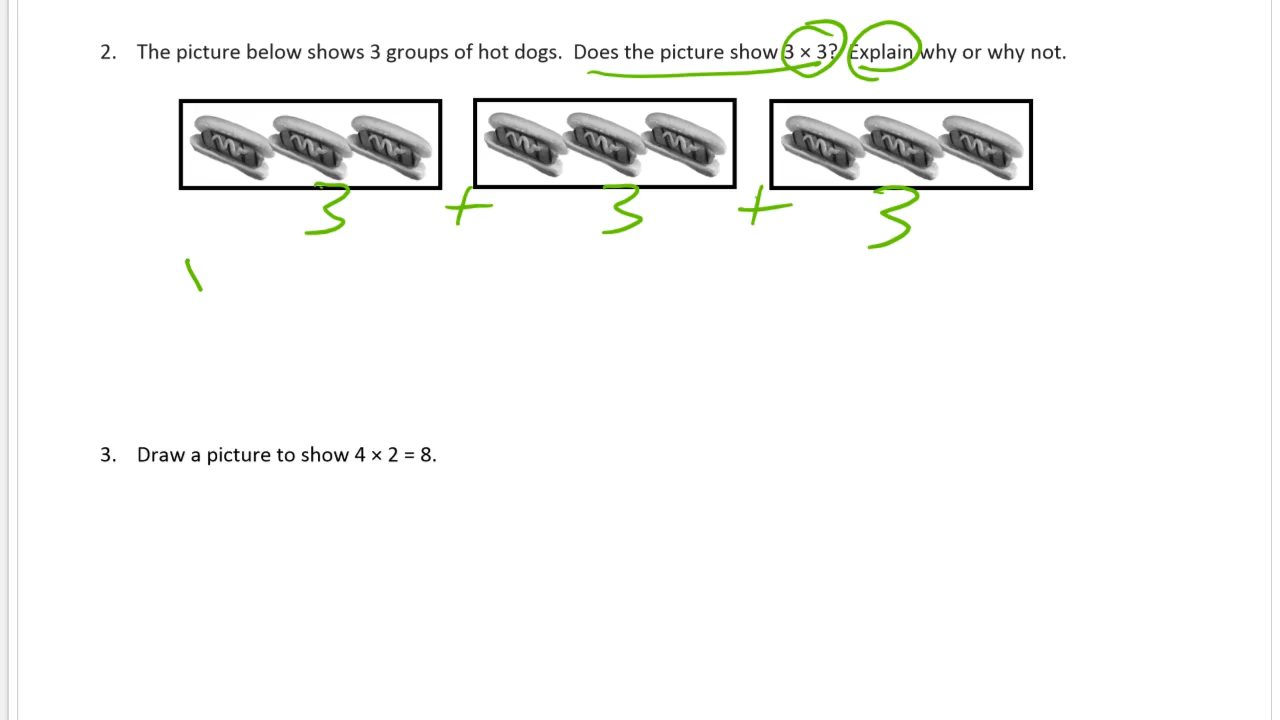 2. The picture below shows 3 groups of hot dogs. Does the picture show 3 × 3? Explain why or why not.
3 + 3 + 3
3. Draw a picture to show 4 × 2 = 8.